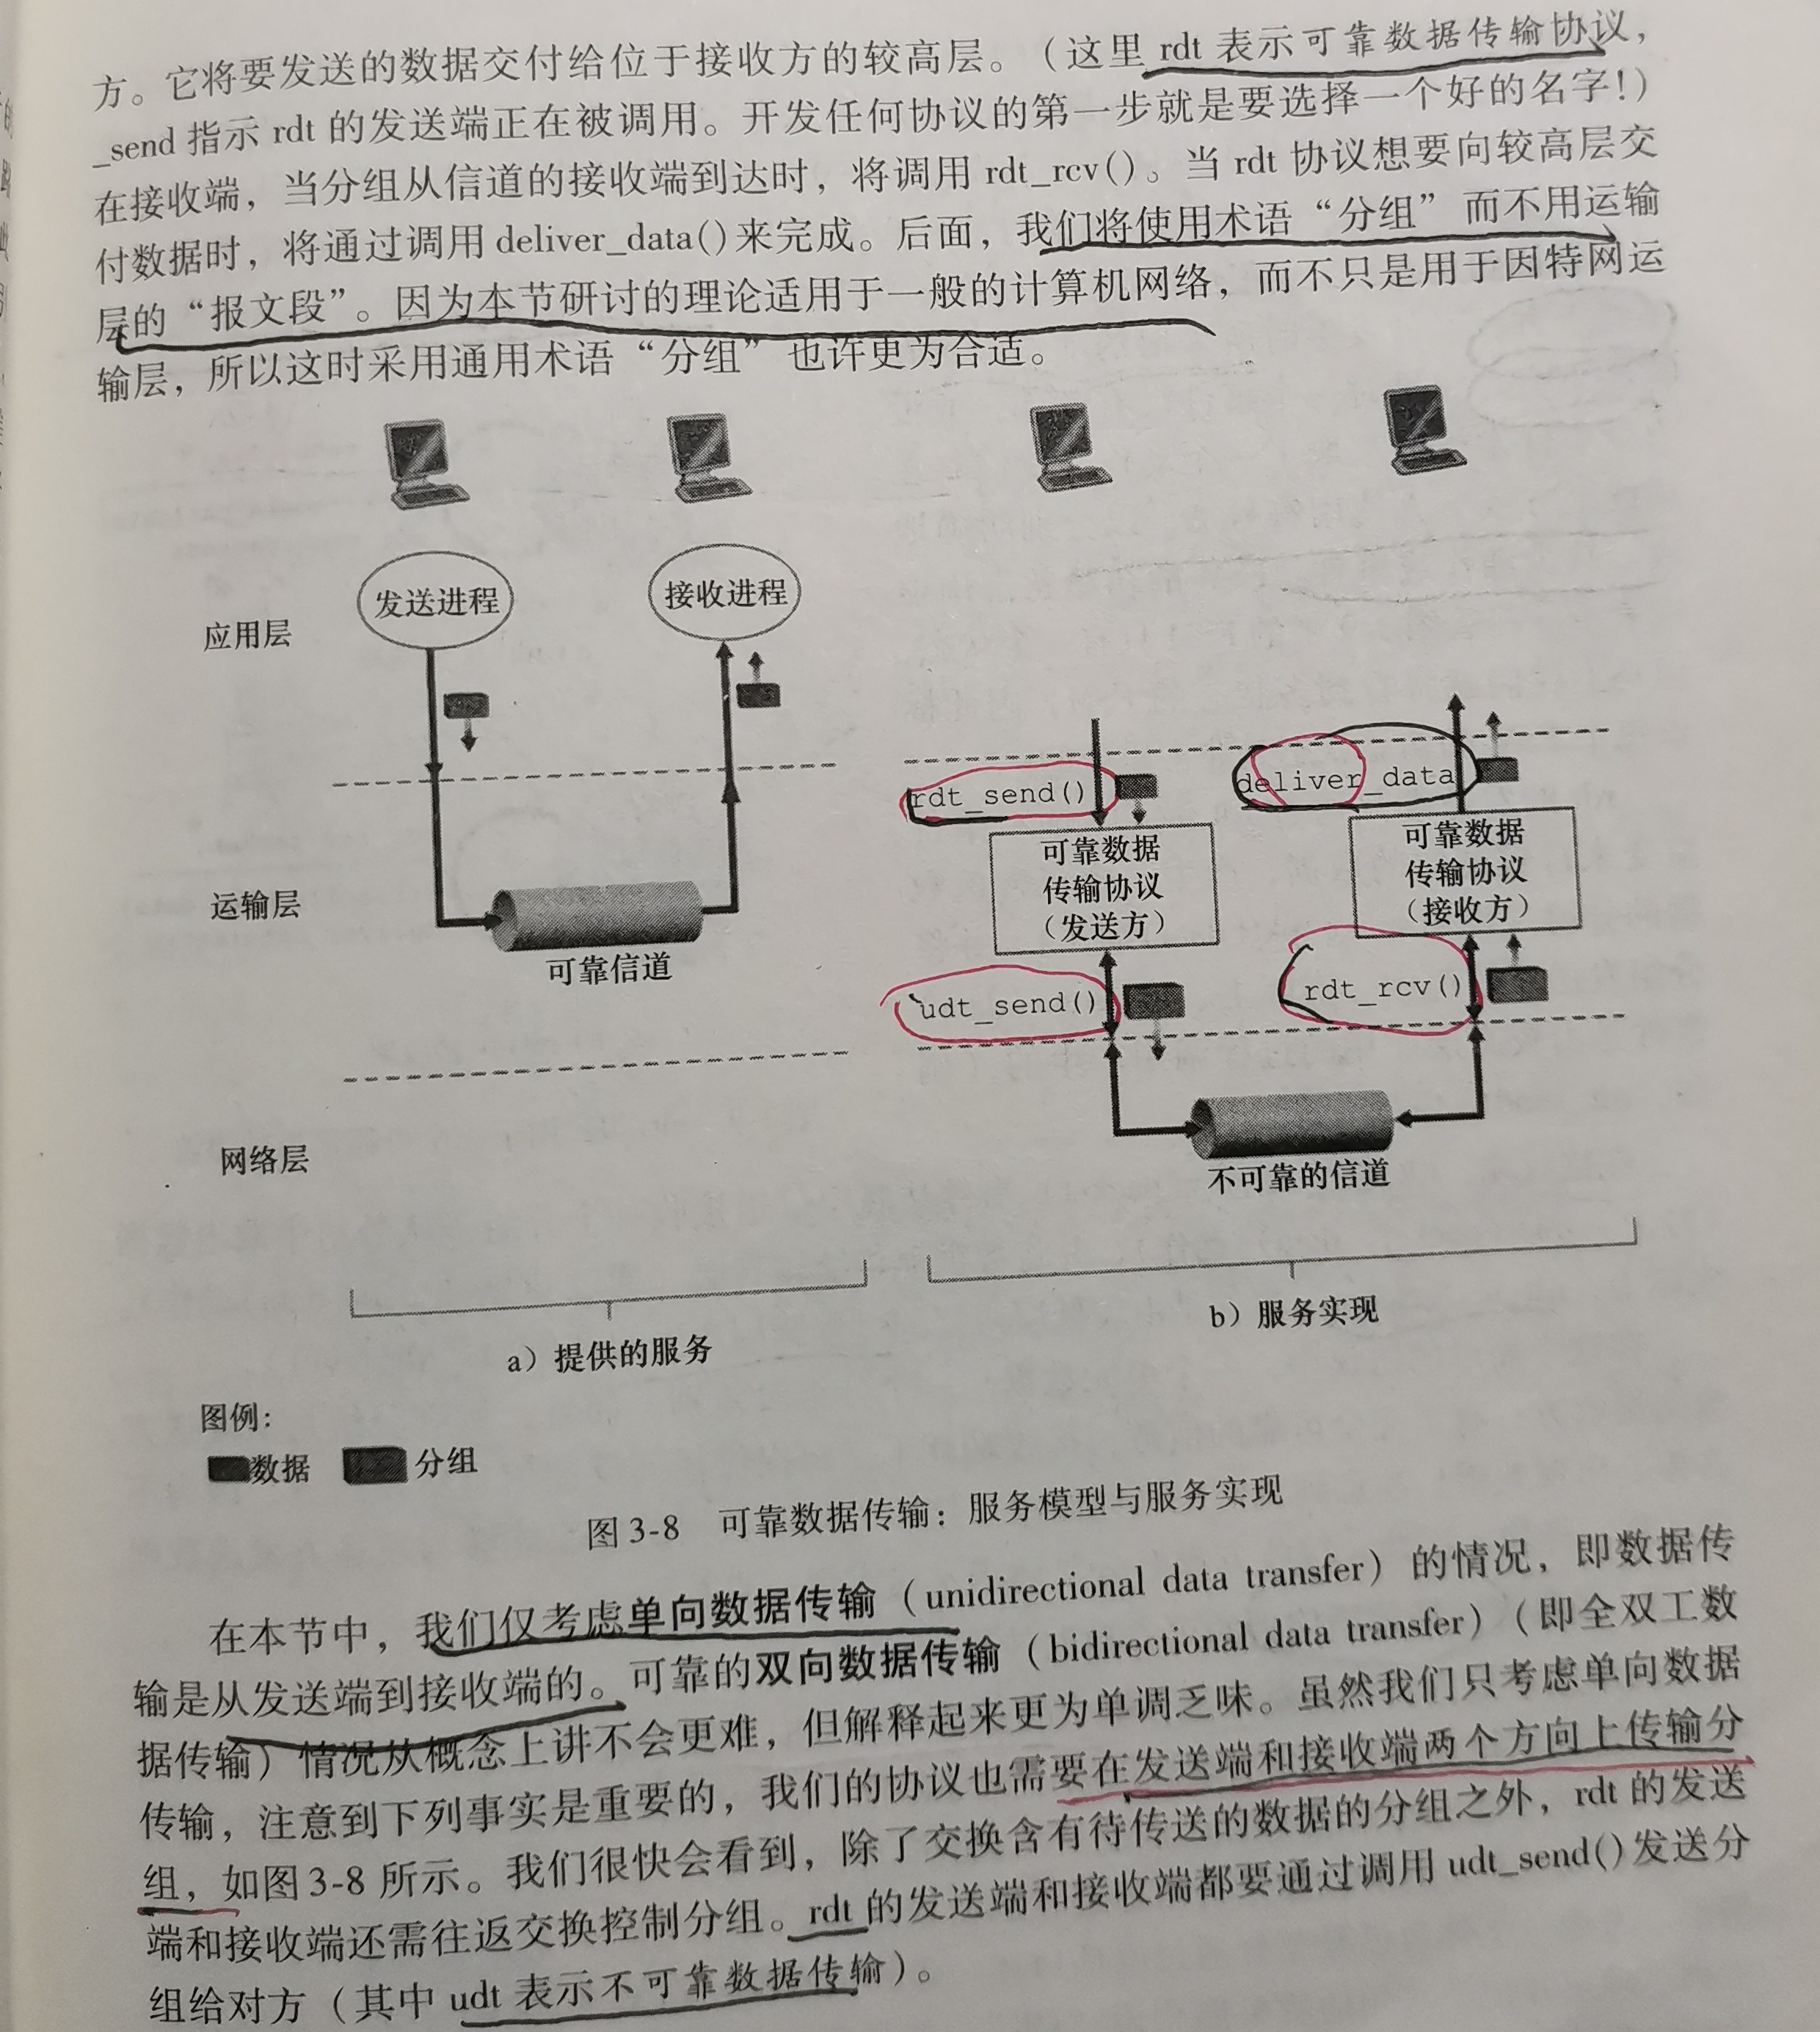 方。它将要发送的数据交付给位于接收方的较高层。（这里 rdt 表示可靠数据传输协议，
_send 指示 rdt 的发送端正在被调用。开发任何协议的第一步就是要选择一个好的名字！）
在接收端，当分组从信道的接收端到达时，将调用 rdt_rcv()。当 rdt 协议想要向较高层交
付数据时，将通过调用 deliver_data() 来完成。后面，我们将使用术语“分组”而不用运输
层的“报文段”。因为本节研讨的理论适用于一般的计算机网络，而不只是用于因特网运
输层，所以这时采用通用术语“分组”也许更为合适。
发送进程
接收进程
应用层
rdt_send()
deliver_data
可靠数据
传输协议
（发送方）
可靠数据
传输协议
（接收方）
运输层
可靠信道
udt_send()
rdt_rcv()
网络层
不可靠的信道
a）提供的服务
b）服务实现
图例：
数据 分组
图 3-8 可靠数据传输：服务模型与服务实现
在本节中，我们仅考虑单向数据传输（unidirectional data transfer）的情况，即数据传
输是从发送端到接收端的。可靠的双向数据传输（bidirectional data transfer）（即全双工数
据传输）情况从概念上讲不会更难，但解释起来更为单调乏味。虽然我们只考虑单向数据
传输，注意到下列事实是重要的，我们的协议也需要在发送端和接收端两个方向上传输分
组，如图 3-8 所示。我们很快会看到，除了交换含有待传送的数据的分组之外，rdt 的发送
端和接收端还需往返交换控制分组。rdt 的发送端和接收端都要通过调用 udt_send() 发送分
组给对方（其中 udt 表示不可靠数据传输）。